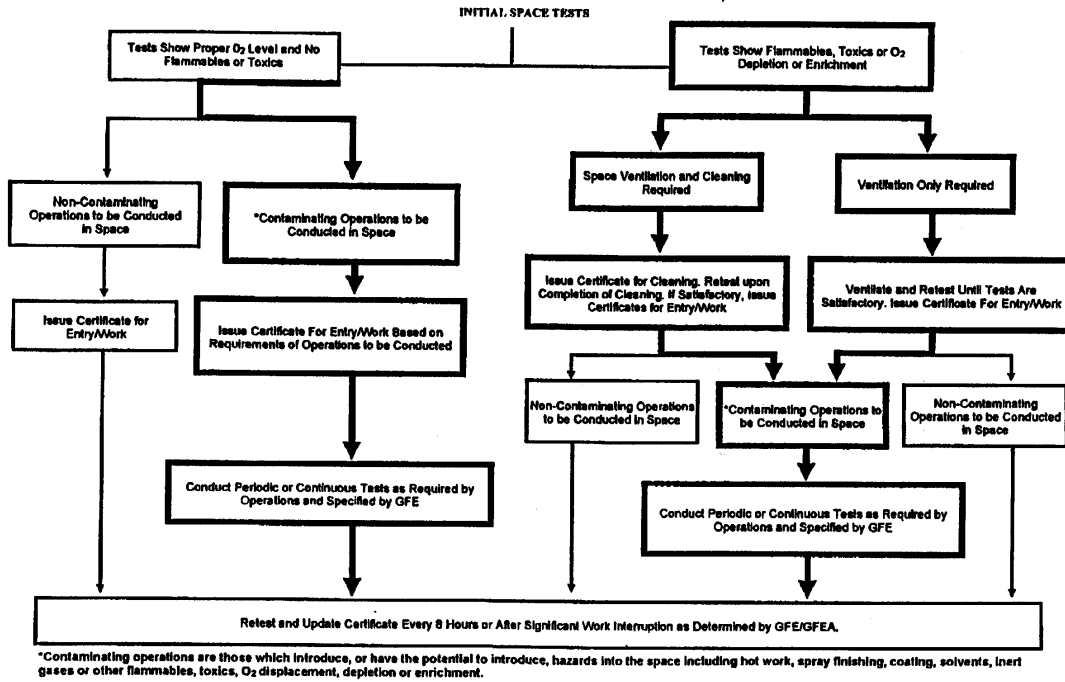 INITIAL SPACE TESTS
Tests Show Proper 0₂ Level and No
Flammables or Toxics
Tests Show Flammables, Toxics or O₂
Depletion or Enrichment
Non-Contaminating
Operations to be Conducted
in Space
*Contaminating Operations to be
Conducted in Space
Space Ventilation and Cleaning
Required
Ventilation Only Required
Issue Certificate for
Entry/Work
Issue Certificate For Entry/Work Based on
Requirements of Operations to be Conducted
Issue Certificate for Cleaning. Retest upon
Completion of Cleaning. If Satisfactory, Issue
Certificates for Entry/Work
Ventilate and Retest Until Tests Are
Satisfactory. Issue Certificate For Entry/Work
Non-Contaminating Operations
to be Conducted in Space
*Contaminating Operations to
be Conducted in Space
Non-Contaminating
Operations to be Conducted
in Space
Conduct Periodic or Continuous Tests as Required by
Operations and Specified by GFE
Conduct Periodic or Continuous Tests as Required by
Operations and Specified by GFE
Retest and Update Certificate Every 8 Hours or After Significant Work Interruption as Determined by GFE/GFEA.
*Contaminating operations are those which introduce, or have the potential to introduce, hazards into the space including hot work, spray finishing, coating, solvents, inert
gases or other flammables, toxics, O₂ displacement, depletion or enrichment.